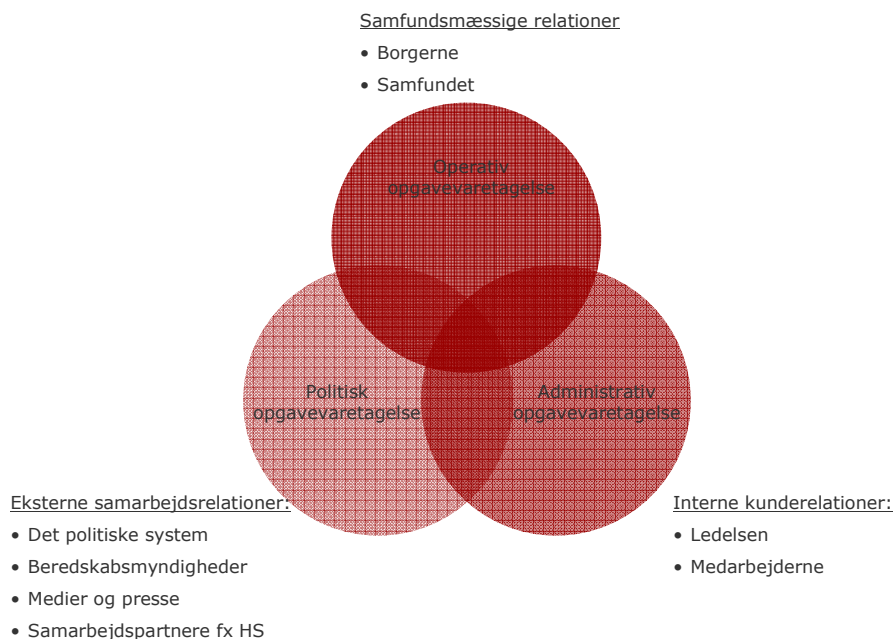 Samfundsmæssige relationer
• Borgerne
• Samfundet
Operativ
opgavevaretagelse
Politisk
opgavevaretagelse
Administrativ
opgavevaretagelse
Eksterne samarbejdsrelationer:
• Det politiske system
• Beredskabsmyndigheder
• Medier og presse
• Samarbejdspartnere fx HS
Interne kunderelationer:
• Ledelsen
• Medarbejderne